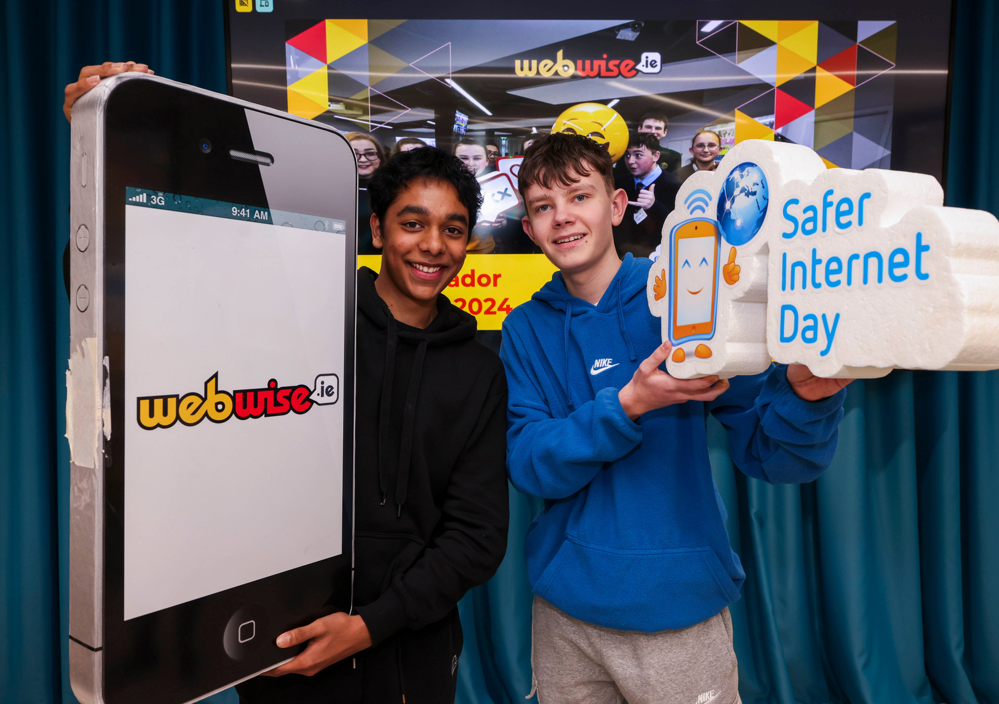 webwise.ie
3G
9:41 AM
webwise.ie
ador
2024
Safer
Internet
Day
NIKE
NIKE